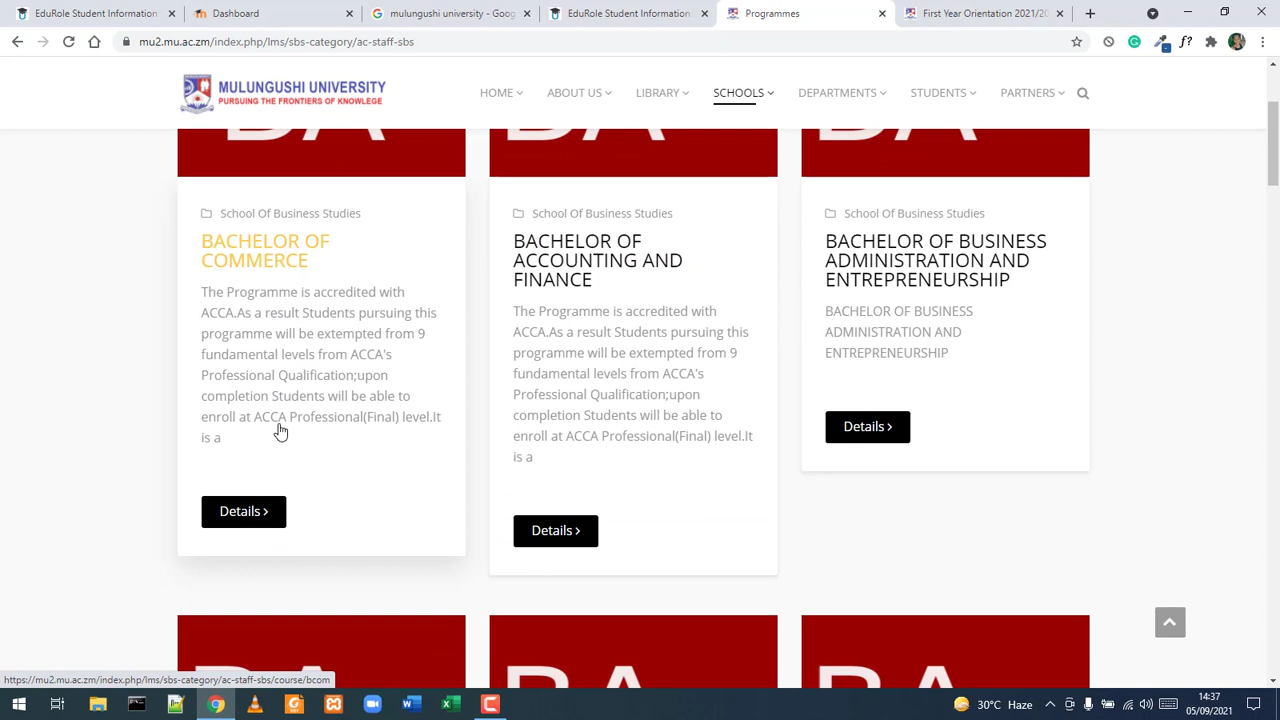 EduRole Student Information
Dashboard
mulungushi university - Goo
EduRole Student Information
Programmes
First Year Orientation 2021/20
mu2.mu.ac.zm/index.php/lms/sbs-category/ac-staff-sbs
MULUNGUSHI UNIVERSITY
PURSUING THE FRONTIERS OF KNOWLEGE
HOME
ABOUT US
LIBRARY
SCHOOLS
DEPARTMENTS
STUDENTS
PARTNERS
BA
BA
BA
School Of Business Studies
BACHELOR OF
COMMERCE
The Programme is accredited with
ACCA.As a result Students pursuing this
programme will be extempted from 9
fundamental levels from ACCA's
Professional Qualification;upon
completion Students will be able to
enroll at ACCA Professional(Final) level.It
is a
Details
School Of Business Studies
BACHELOR OF
ACCOUNTING AND
FINANCE
The Programme is accredited with
ACCA.As a result Students pursuing this
programme will be extempted from 9
fundamental levels from ACCA's
Professional Qualification;upon
completion Students will be able to
enroll at ACCA Professional(Final) level.It
is a
Details
School Of Business Studies
BACHELOR OF BUSINESS
ADMINISTRATION AND
ENTREPRENEURSHIP
BACHELOR OF BUSINESS
ADMINISTRATION AND
ENTREPRENEURSHIP
Details
BA
BA
BA
https://mu2.mu.ac.zm/index.php/lms/sbs-category/ac-staff-sbs/course/bcom
30°C Haze
14:37
05/09/2021